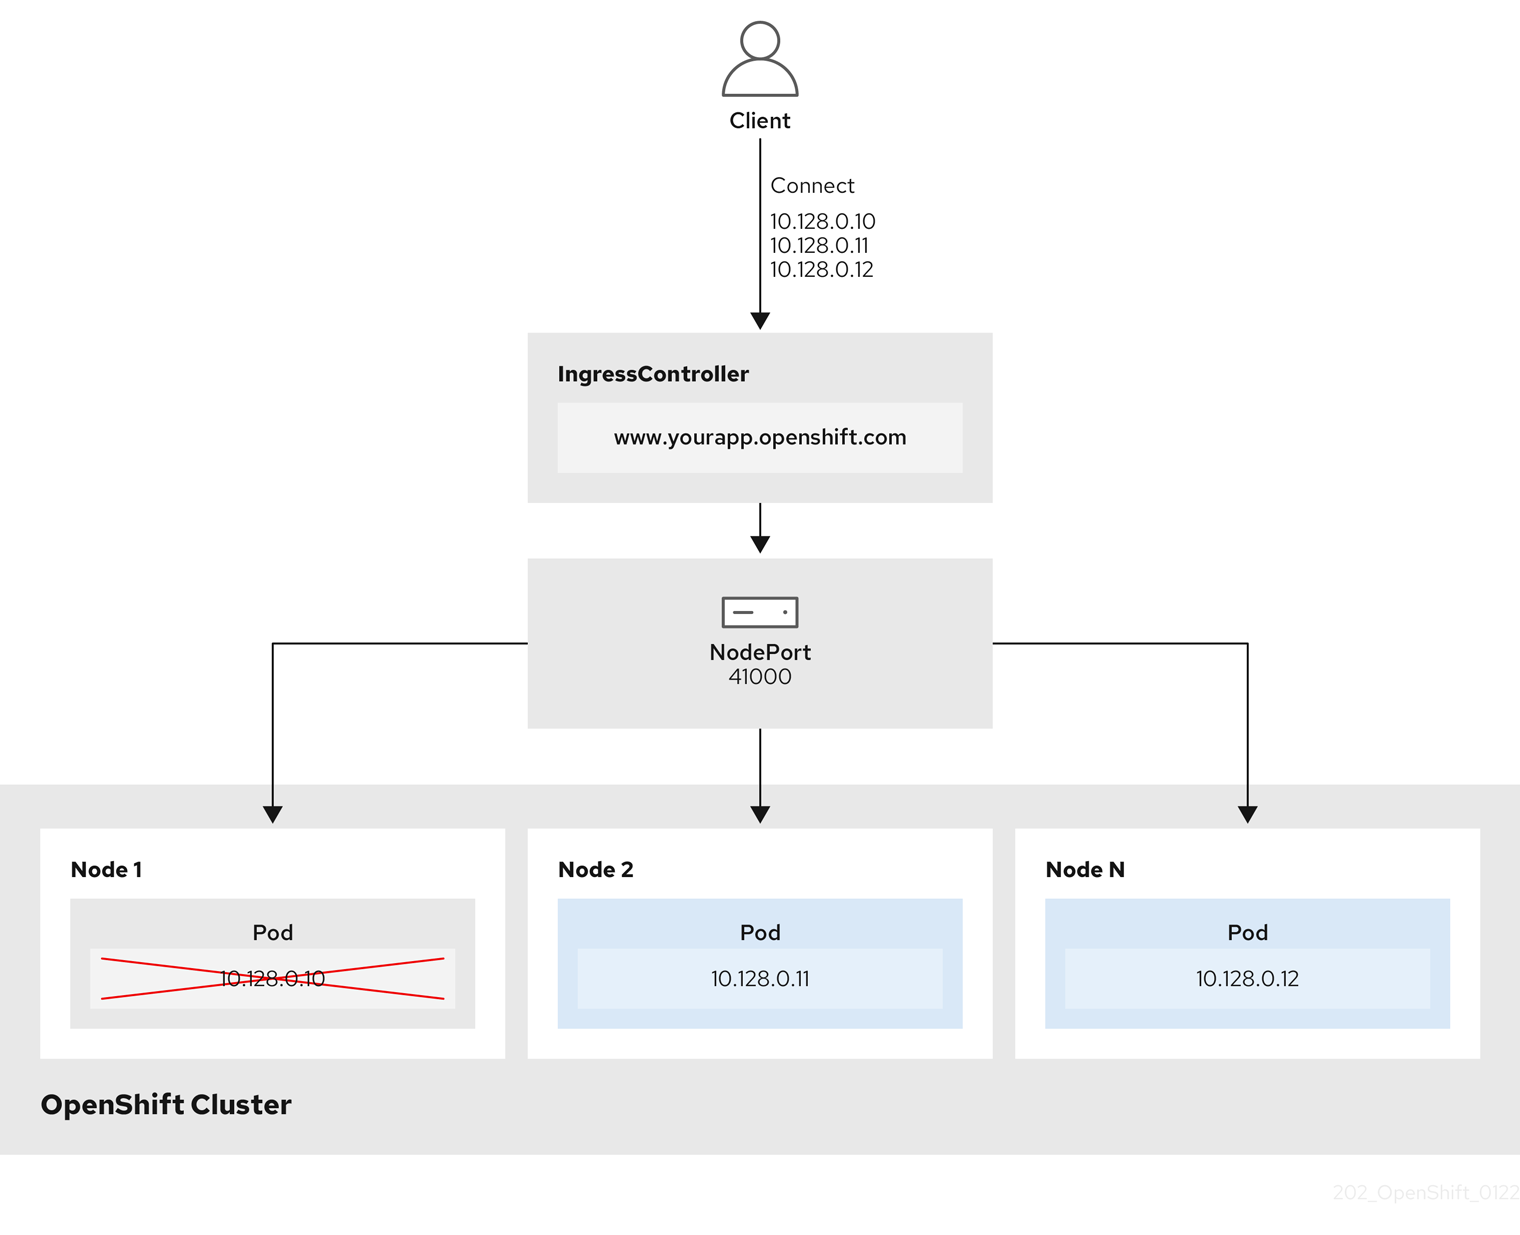 Client
Connect
10.128.0.10
10.128.0.11
10.128.0.12
IngressController
www.yourapp.openshift.com
NodePort
41000
Node 1
Pod
10.128.0.10
Node 2
Pod
10.128.0.11
Node N
Pod
10.128.0.12
OpenShift Cluster
202_OpenShift_0122